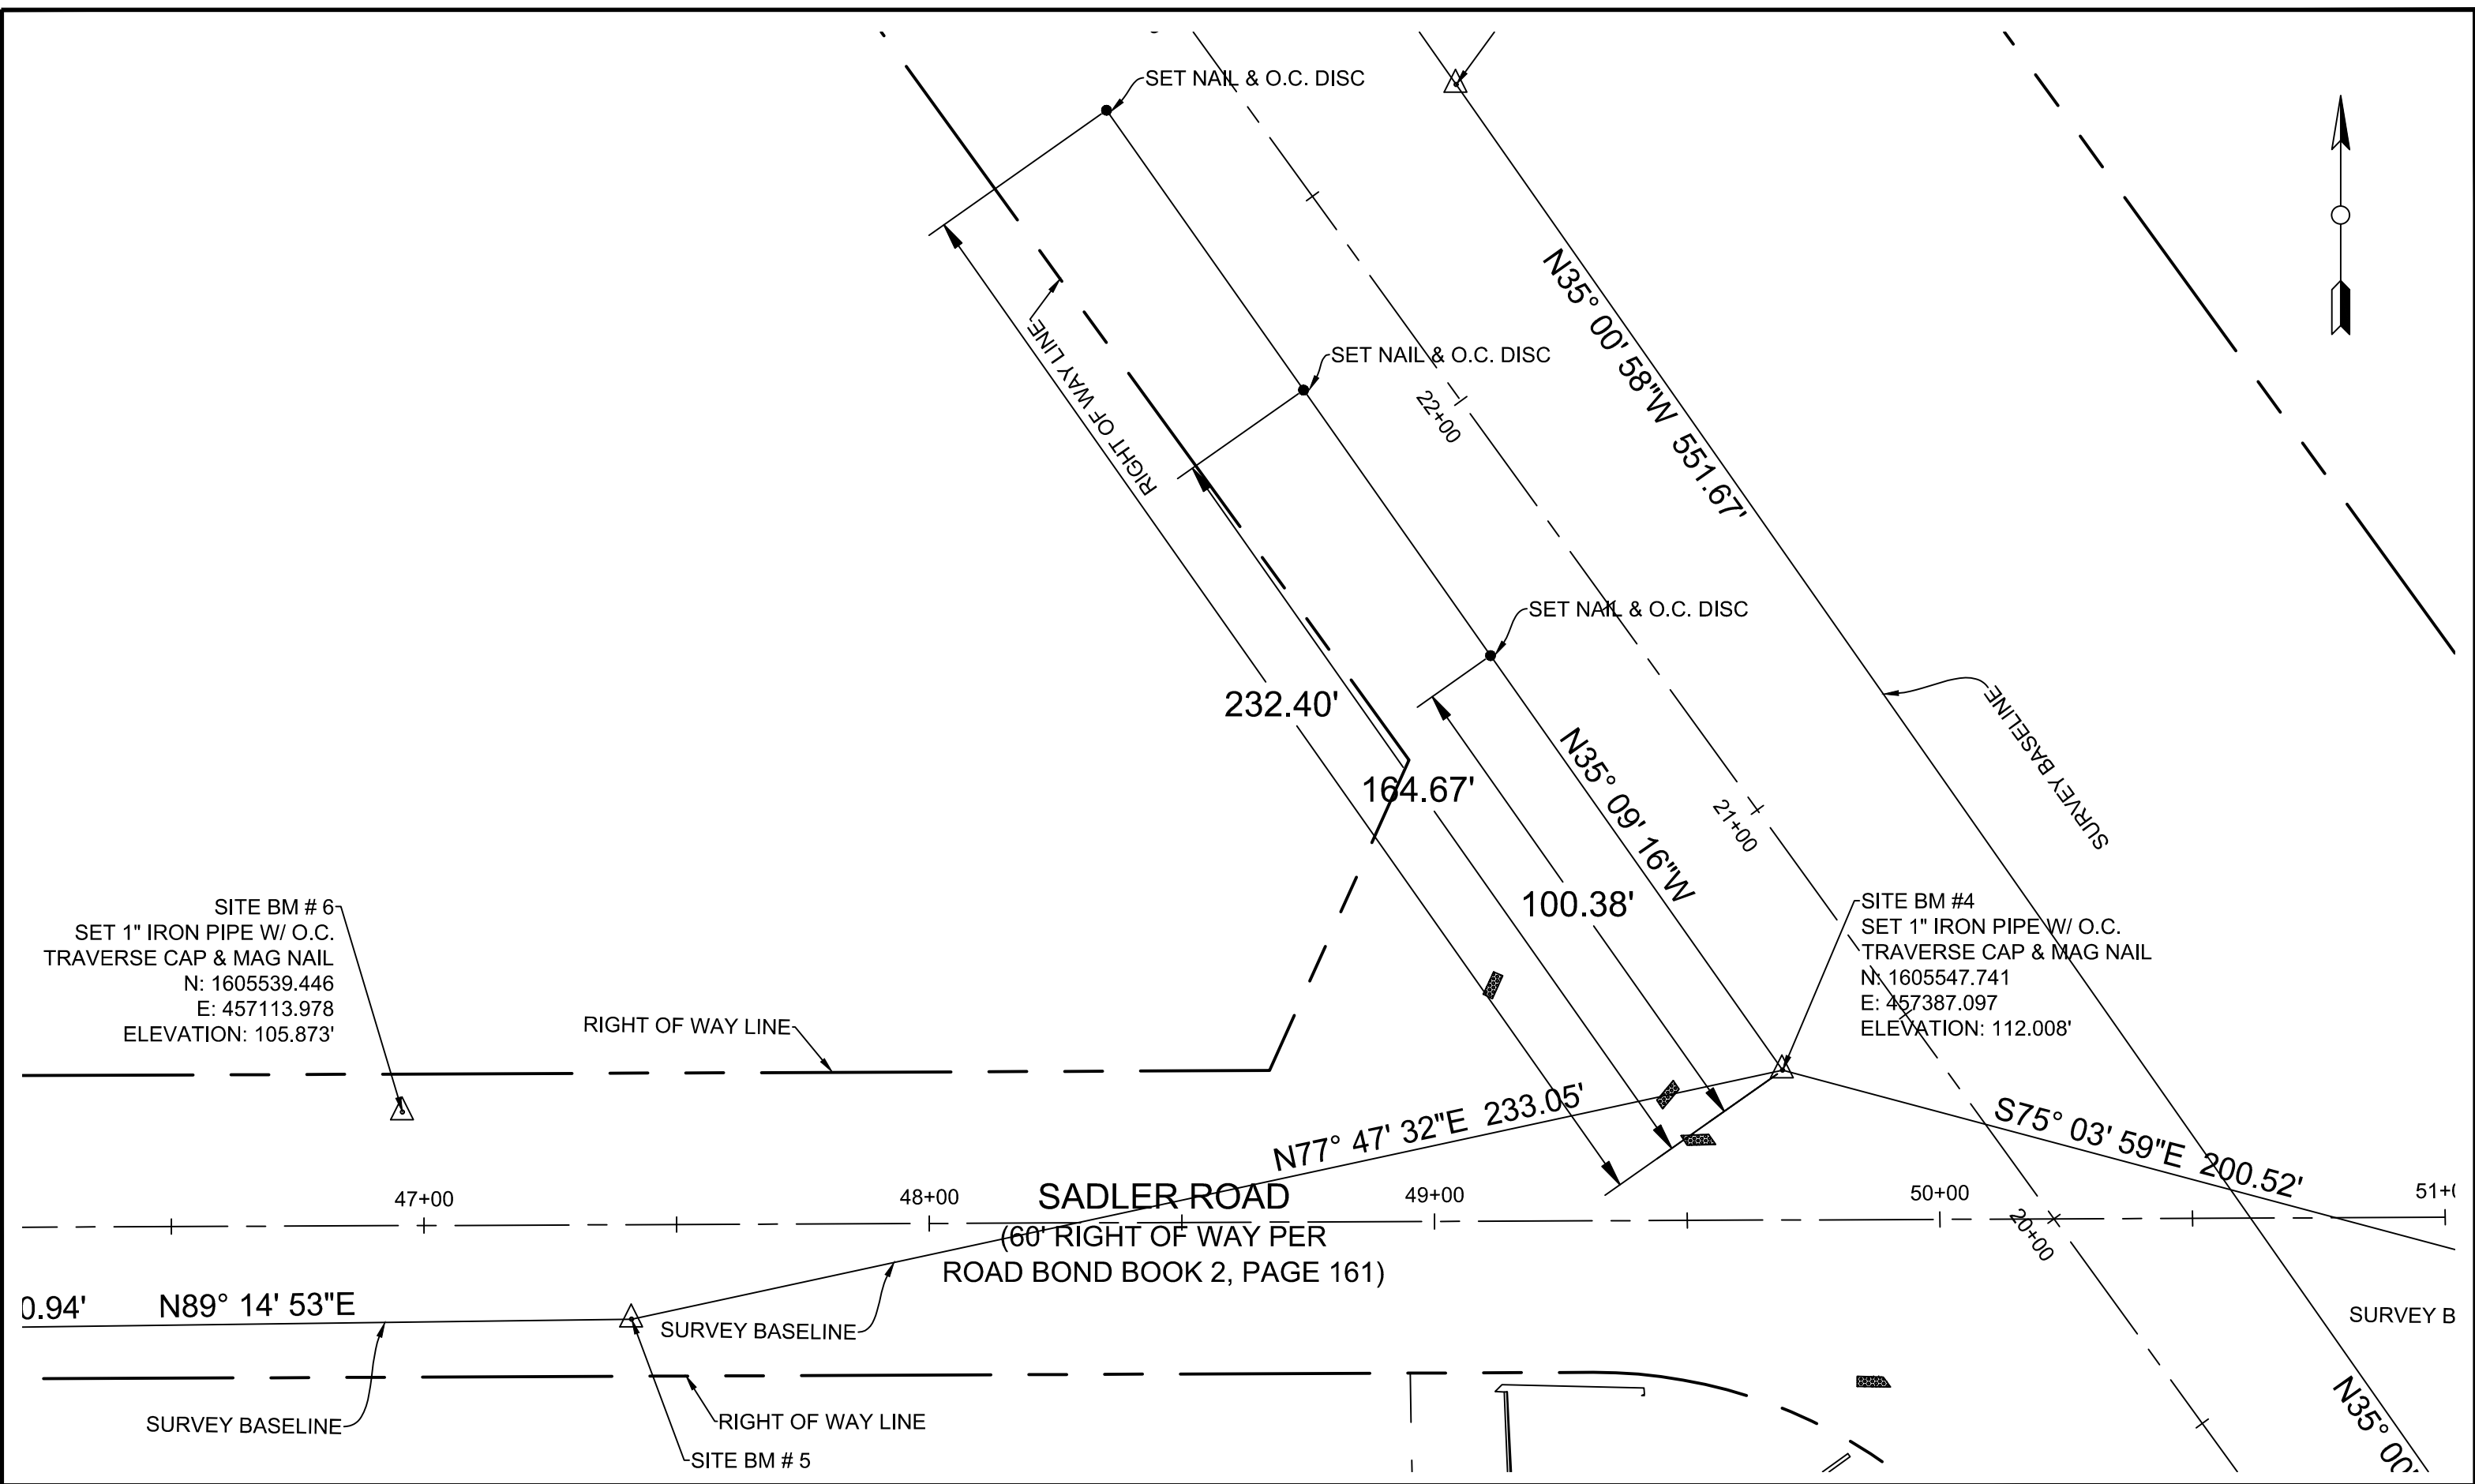 SET NAIL & O.C. DISC
SET NAIL & O.C. DISC
SET NAIL & O.C. DISC
RIGHT OF WAY LINE
N35° 00' 58"W 551.67'
22+00
21+00
20+00
SURVEY BASELINE
232.40'
164.67'
100.38'
N35° 09' 16"W
SITE BM # 6
SET 1" IRON PIPE W/ O.C.
TRAVERSE CAP & MAG NAIL
N: 1605539.446
E: 457113.978
ELEVATION: 105.873'
SITE BM #4
SET 1" IRON PIPE W/ O.C.
TRAVERSE CAP & MAG NAIL
N: 1605547.741
E: 457387.097
ELEVATION: 112.008'
RIGHT OF WAY LINE
N77° 47' 32"E 233.05'
S75° 03' 59"E 200.52'
47+00
48+00
49+00
50+00
51+
SADLER ROAD
(60' RIGHT OF WAY PER
ROAD BOND BOOK 2, PAGE 161)
0.94' N89° 14' 53"E
SURVEY BASELINE
SURVEY B
SURVEY BASELINE
RIGHT OF WAY LINE
SITE BM # 5
N35° 00'